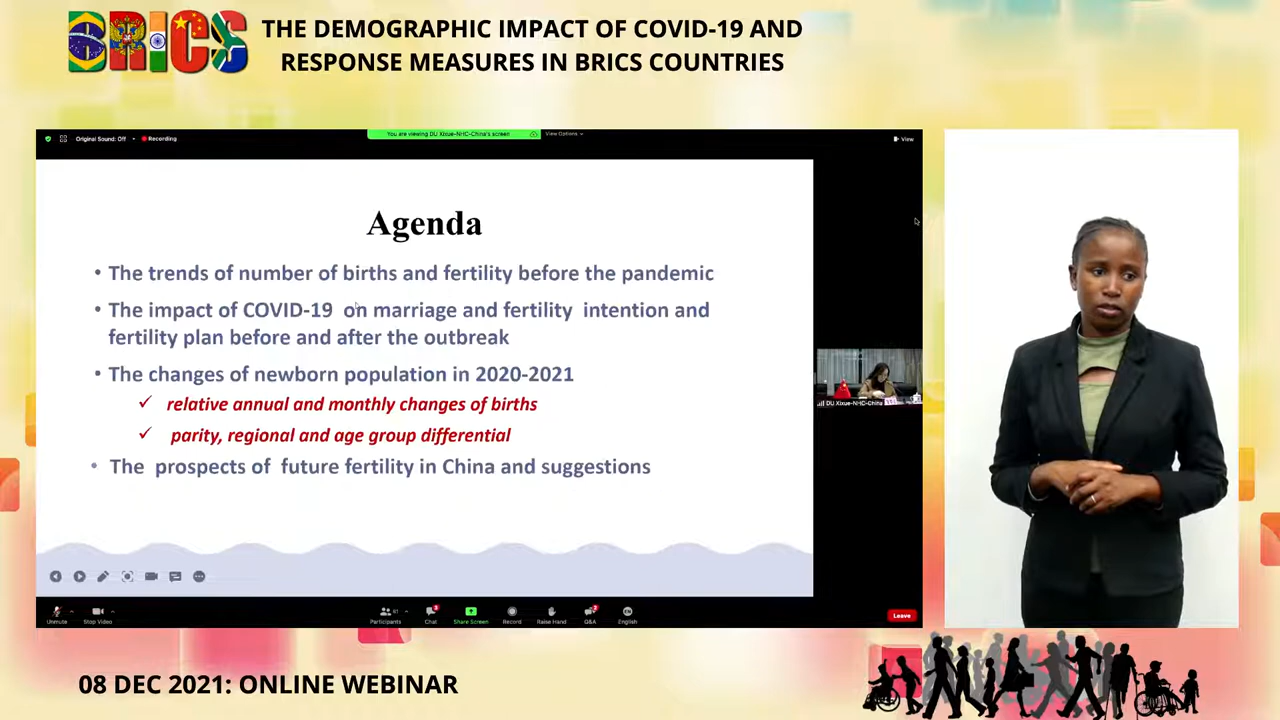 BRICS
THE DEMOGRAPHIC IMPACT OF COVID-19 AND
RESPONSE MEASURES IN BRICS COUNTRIES
Original Sound: Off
Recording
You are viewing DU Xixue-NHC-China's screen
View Options
View
Agenda
• The trends of number of births and fertility before the pandemic
• The impact of COVID-19 on marriage and fertility intention and
fertility plan before and after the outbreak
• The changes of newborn population in 2020-2021
✓ relative annual and monthly changes of births
✓ parity, regional and age group differential
• The prospects of future fertility in China and suggestions
DU Xixue-NHC-China
Unmute
Stop Video
Participants
61
Chat
Share Screen
Record
Raise Hand
Q&A
English
Leave
08 DEC 2021: ONLINE WEBINAR